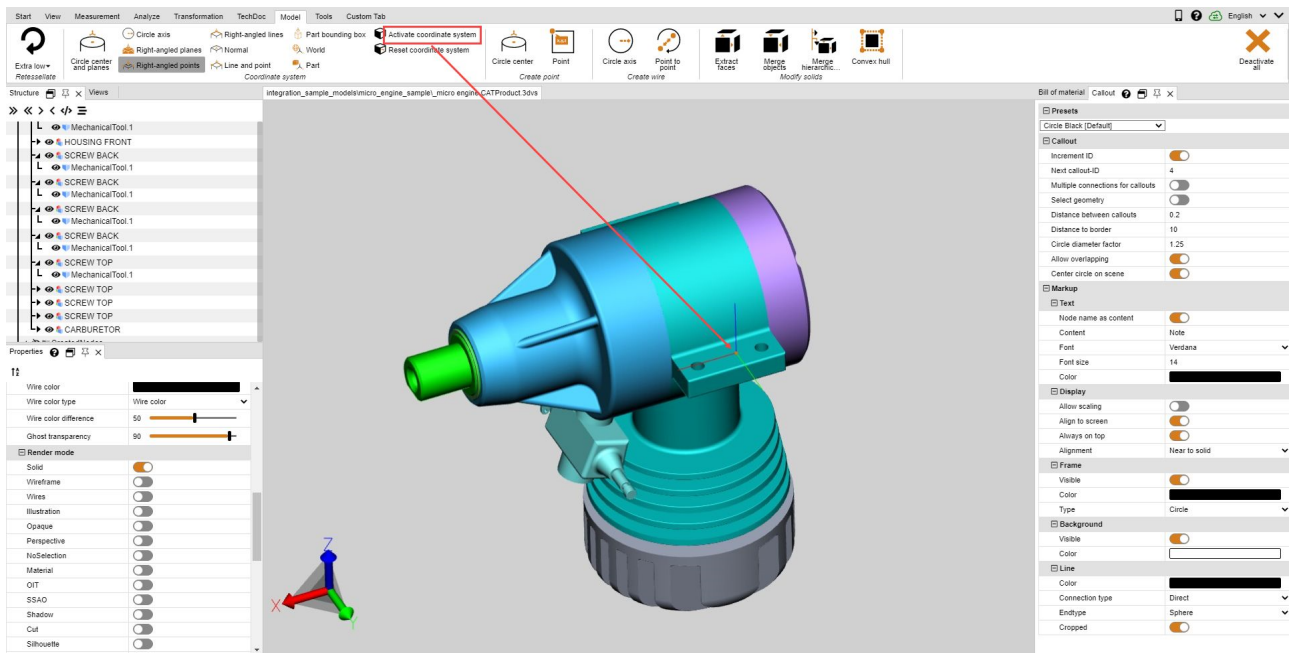 Start View Measurement Analyze Transformation TechDoc Model Tools Custom Tab English
Extra low
Retessellate
Circle center and planes
Circle axis
Right-angled planes
Right-angled points
Right-angled lines
Normal
Line and point
Part bounding box
World
Part
Activate coordinate system
Reset coordinate system
Coordinate system
Circle center
Point
Create point
Circle axis
Point to point
Create wire
Extract faces
Merge objects
Merge hierarchic...
Convex hull
Modify solids
Deactivate all
Structure Views
integration_sample_models\micro_engine_sample\_micro engine.CATProduct.3dvs
MechanicalTool.1
HOUSING FRONT
SCREW BACK
MechanicalTool.1
SCREW BACK
MechanicalTool.1
SCREW BACK
MechanicalTool.1
SCREW BACK
MechanicalTool.1
SCREW TOP
MechanicalTool.1
SCREW TOP
SCREW TOP
SCREW TOP
CARBURETOR
Properties
Wire color
Wire color type Wire color
Wire color difference 50
Ghost transparency 90
Render mode
Solid
Wireframe
Wires
Illustration
Opaque
Perspective
NoSelection
Material
OIT
SSAO
Shadow
Cut
Silhouette
Z
X
Y
Bill of material Callout
Presets
Circle Black [Default]
Callout
Increment ID
Next callout-ID 4
Multiple connections for callouts
Select geometry
Distance between callouts 0.2
Distance to border 10
Circle diameter factor 1.25
Allow overlapping
Center circle on scene
Markup
Text
Node name as content
Content Note
Font Verdana
Font size 14
Color
Display
Allow scaling
Align to screen
Always on top
Alignment Near to solid
Frame
Visible
Color
Type Circle
Background
Visible
Color
Line
Color
Connection type Direct
Endtype Sphere
Cropped